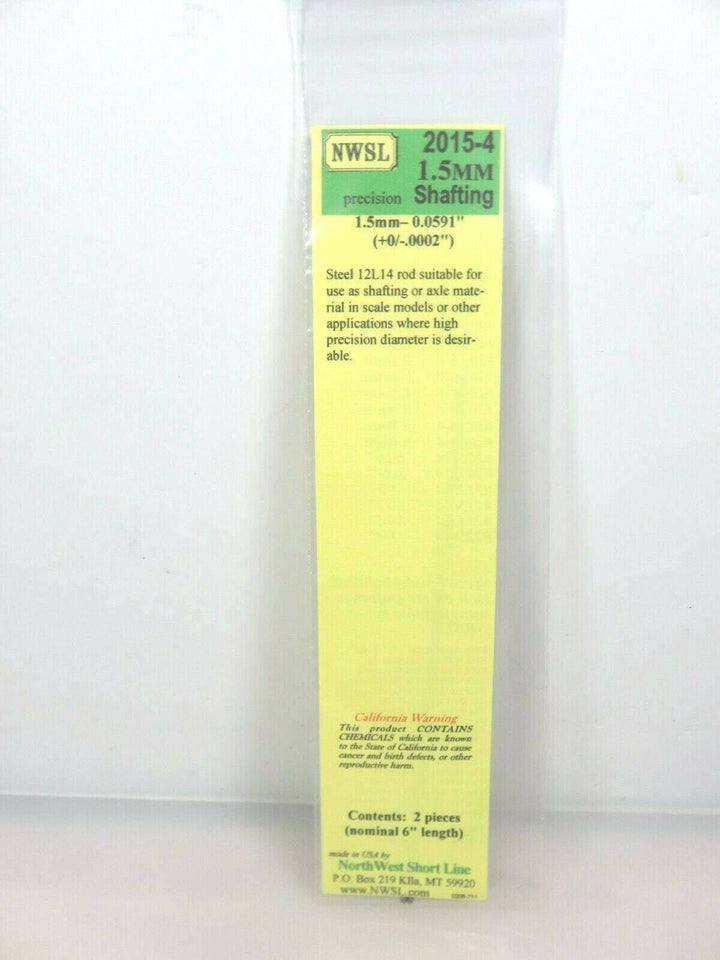 NWSL
2015-4
1.5MM
precision Shafting
1.5mm– 0.0591"
(+0/-.0002")
Steel 12L14 rod suitable for
use as shafting or axle mate-
rial in scale models or other
applications where high
precision diameter is desir-
able.
California Warning
This product CONTAINS
CHEMICALS which are known
to the State of California to cause
cancer and birth defects, or other
reproductive harm.
Contents: 2 pieces
(nominal 6" length)
made in USA by
NorthWest Short Line
P.O. Box 219 KIla, MT 59920
www.NWSL.com